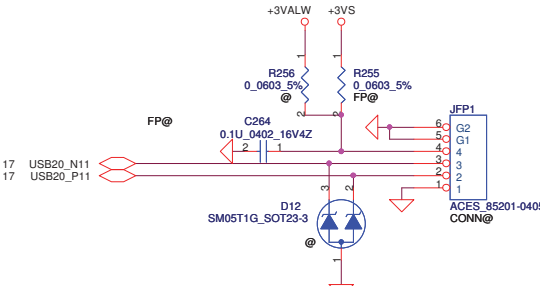 +3VALW
+3VS
1
1
R256
0_0603_5%
@
R255
0_0603_5%
FP@
2
2
JFP1
FP@
C264
0.1U_0402_16V4Z
2
1
6
G2
5
G1
4
4
17
USB20_N11
3
3
17
USB20_P11
2
2
1
1
3
2
D12
SM05T1G_SOT23-3
@
1
ACES_85201-0405
CONN@